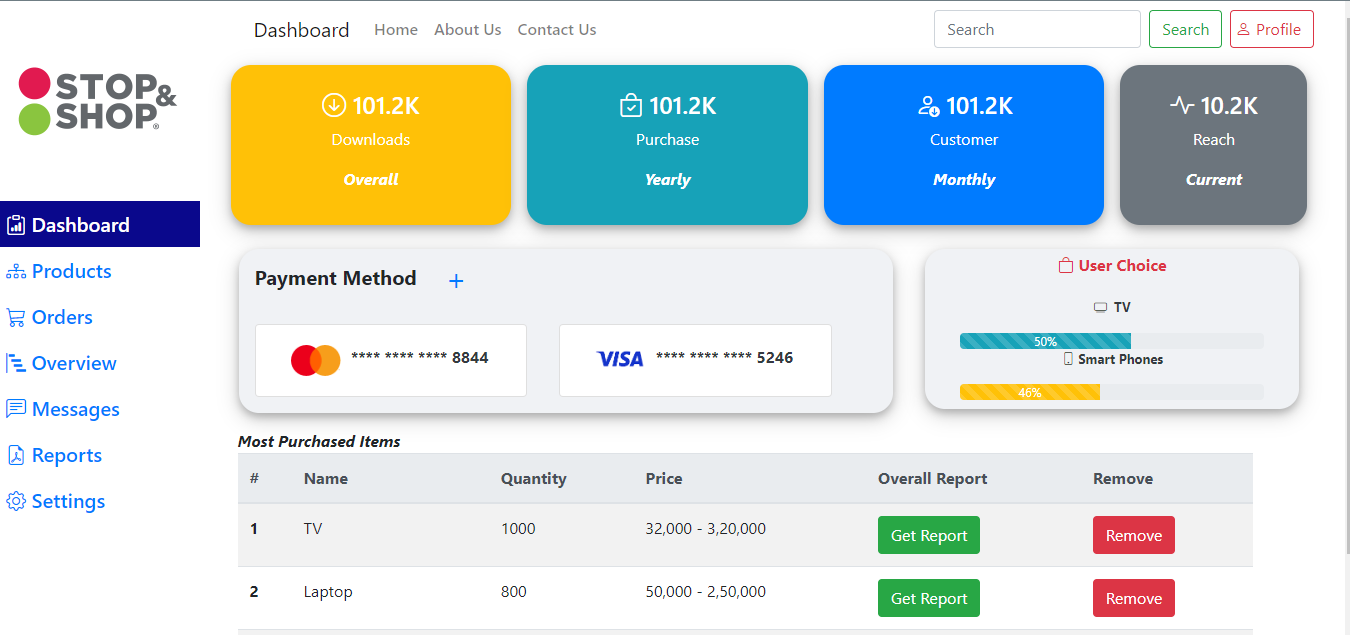 Dashboard Home About Us Contact Us Search Search Profile
STOP&
SHOP®
Dashboard
Products
Orders
Overview
Messages
Reports
Settings
101.2K
Downloads
Overall
101.2K
Purchase
Yearly
101.2K
Customer
Monthly
10.2K
Reach
Current
Payment Method +
**** **** **** 8844
VISA **** **** **** 5246
User Choice
TV
50%
Smart Phones
46%
Most Purchased Items
# Name Quantity Price Overall Report Remove
1 TV 1000 32,000 - 3,20,000 Get Report Remove
2 Laptop 800 50,000 - 2,50,000 Get Report Remove